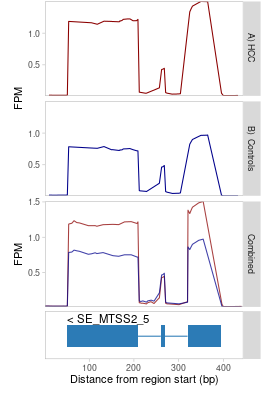 1.0
0.5
A) HCC
FPM
1.0
0.5
B) Controls
1.5
1.0
0.5
FPM
Combined
< SE_MTSS2_5
100
200
300
400
Distance from region start (bp)